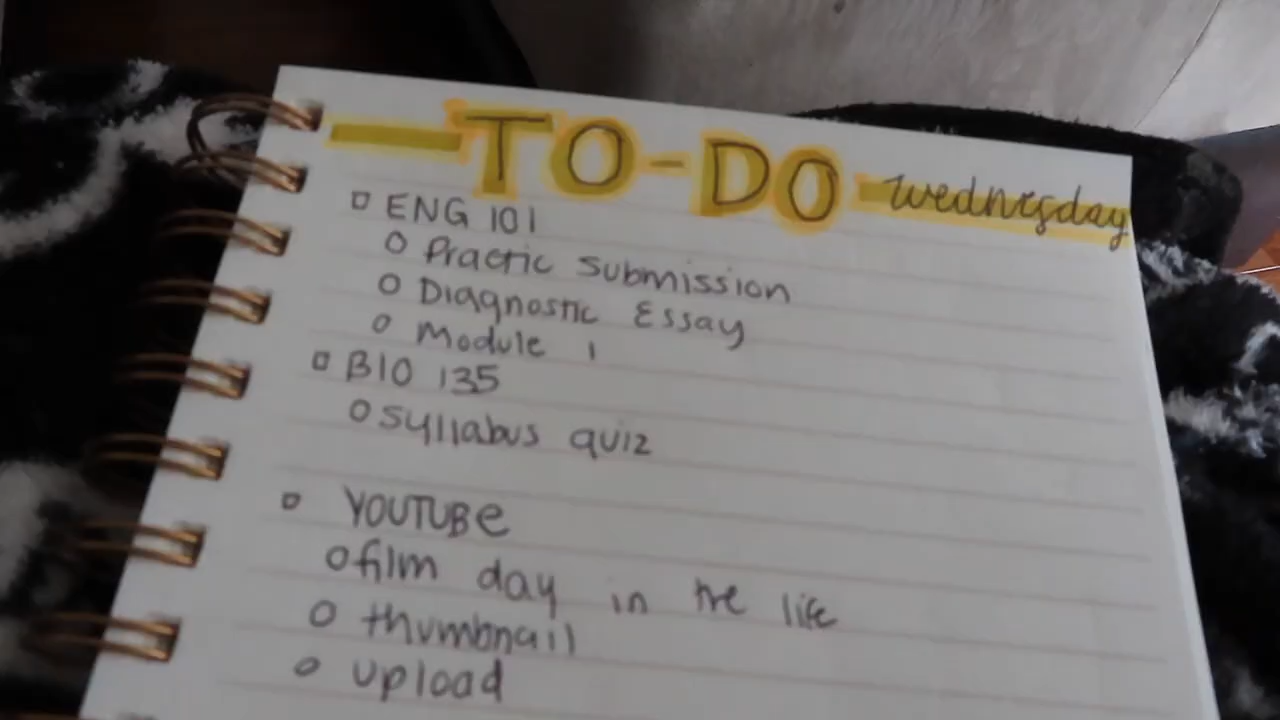 TO-DO wednesday
ENG 101
Practic Submission
Diagnostic Essay
Module 1
BIO 135
Syllabus quiz
YOUTUBE
film day in the life
thumbnail
upload